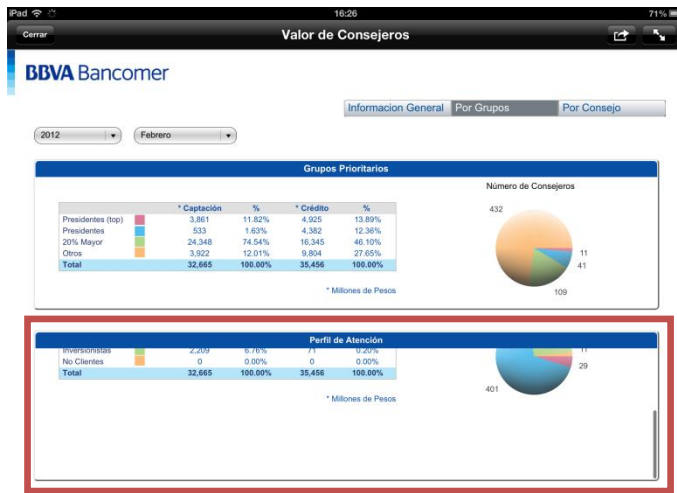 iPad 16:26 71%
Cerrar Valor de Consejeros
BBVA Bancomer
Informacion General Por Grupos Por Consejo
2012 Febrero
Grupos Prioritarios
Número de Consejeros
* Captación % * Crédito %
Presidentes (top) 3,861 11.82% 4,925 13.89%
Presidentes 533 1.63% 4,382 12.36%
20% Mayor 24,348 74.54% 16,345 46.10%
Otros 3,922 12.01% 9,804 27.65%
Total 32,665 100.00% 35,456 100.00%
* Millones de Pesos
432
11
41
109
Perfil de Atención
Inversionistas 2,209 6.76% 71 0.20%
No Clientes 0 0.00% 0 0.00%
Total 32,665 100.00% 35,456 100.00%
* Millones de Pesos
11
29
401